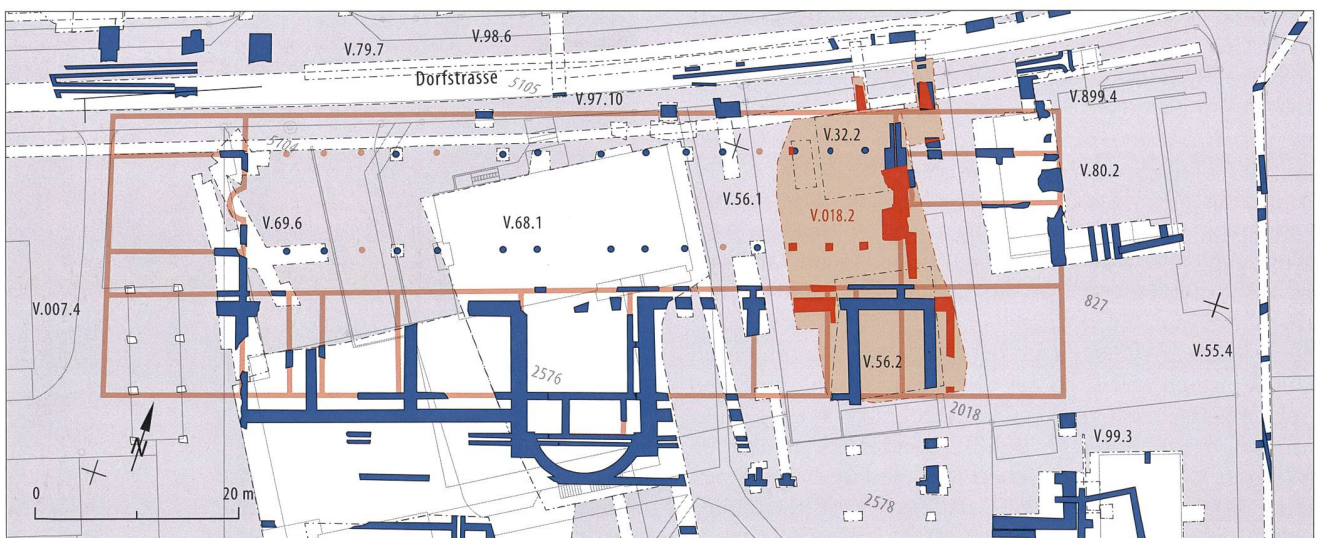 V.79.7
V.98.6
Dorfstrasse
5105
V.97.10
V.899.4
5104
V.32.2
V.80.2
V.69.6
V.68.1
V.56.1
V.018.2
V.007.4
827
V.55.4
2576
V.56.2
2018
N
V.99.3
0
20 m
2578